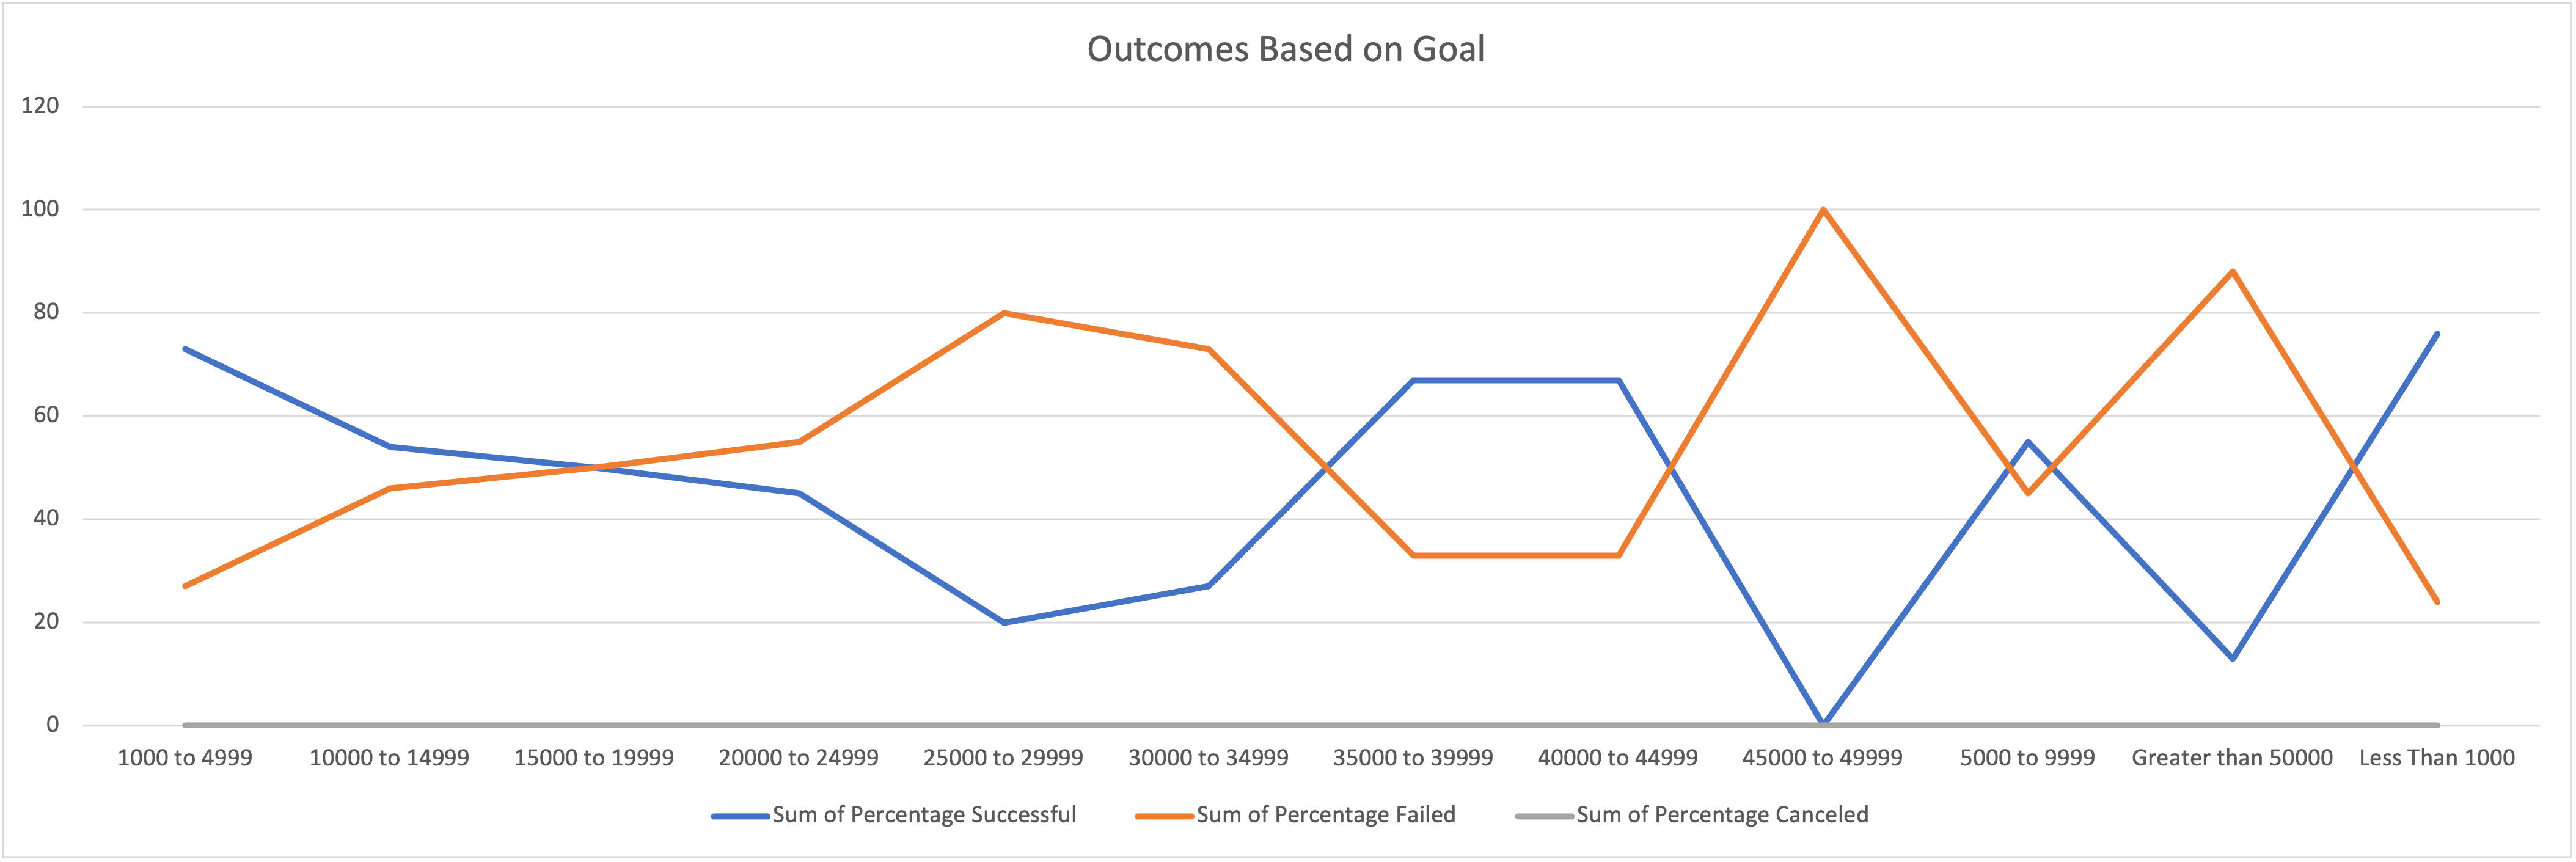 Outcomes Based on Goal
120
100
80
60
40
20
0
1000 to 4999 10000 to 14999 15000 to 19999 20000 to 24999 25000 to 29999 30000 to 34999 35000 to 39999 40000 to 44999 45000 to 49999 5000 to 9999 Greater than 50000 Less Than 1000
Sum of Percentage Successful Sum of Percentage Failed Sum of Percentage Canceled